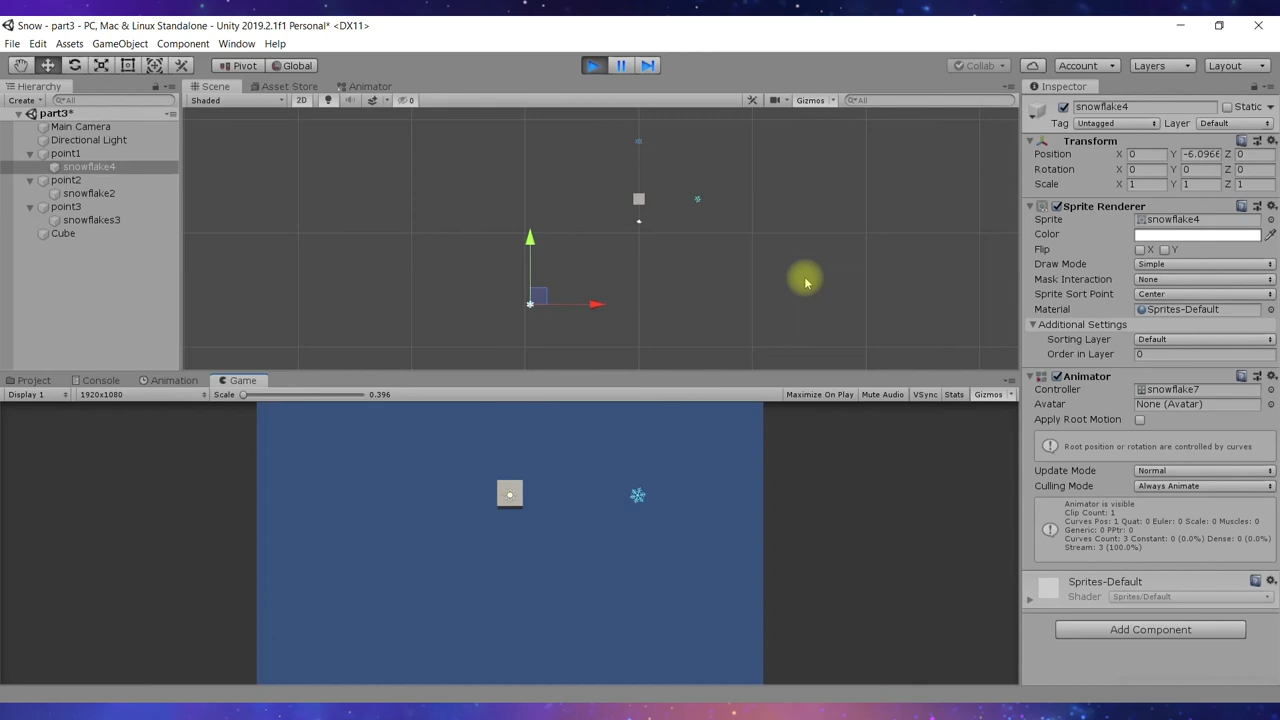 Snow - part3 - PC, Mac & Linux Standalone - Unity 2019.2.1f1 Personal* <DX11>
File Edit Assets GameObject Component Window Help
Pivot Global Collab Account Layers Layout
Hierarchy
Create All
part3*
Main Camera
Directional Light
point1
snowflake4
point2
snowflake2
point3
snowflakes3
Cube
Scene Asset Store Animator
Shaded 2D 0 Gizmos All
Project Console Animation Game
Display 1 1920x1080 Scale 0.396 Maximize On Play Mute Audio VSync Stats Gizmos
Inspector
snowflake4 Static
Tag Untagged Layer Default
Transform
Position X 0 Y -6.0966 Z 0
Rotation X 0 Y 0 Z 0
Scale X 1 Y 1 Z 1
Sprite Renderer
Sprite snowflake4
Color
Flip X Y
Draw Mode Simple
Mask Interaction None
Sprite Sort Point Center
Material Sprites-Default
Additional Settings
Sorting Layer Default
Order in Layer 0
Animator
Controller snowflake7
Avatar None (Avatar)
Apply Root Motion
Root position or rotation are controlled by curves
Update Mode Normal
Culling Mode Always Animate
Animator is visible
Clip Count: 1
Curves Pos: 1 Quat: 0 Euler: 0 Scale: 0 Muscles: 0
Generic: 0 PPtr: 0
Curves Count: 3 Constant: 0 (0.0%) Dense: 0 (0.0%)
Stream: 3 (100.0%)
Sprites-Default
Shader Sprites/Default
Add Component